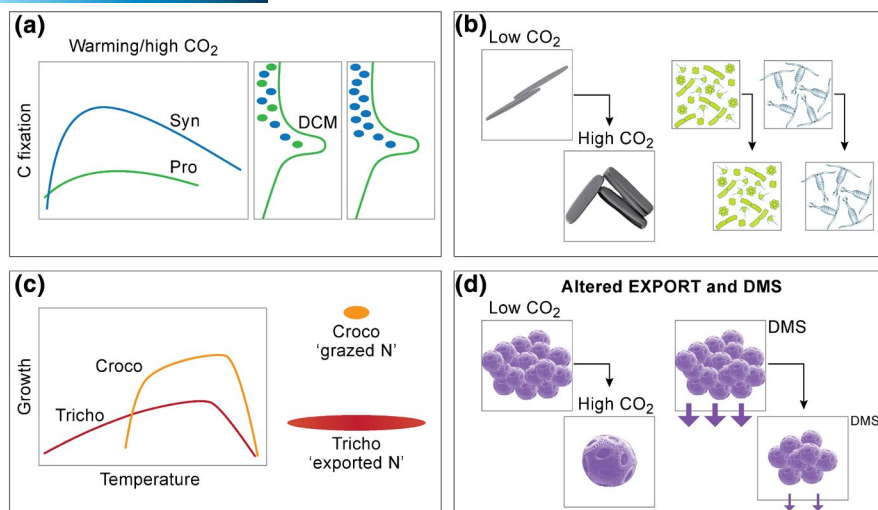 (a)
Warming/high CO₂
C fixation
Syn
Pro
DCM
(b)
Low CO₂
High CO₂
(c)
Growth
Croco
Tricho
Temperature
Croco
'grazed N'
Tricho
'exported N'
(d)
Altered EXPORT and DMS
Low CO₂
High CO₂
DMS
DMS